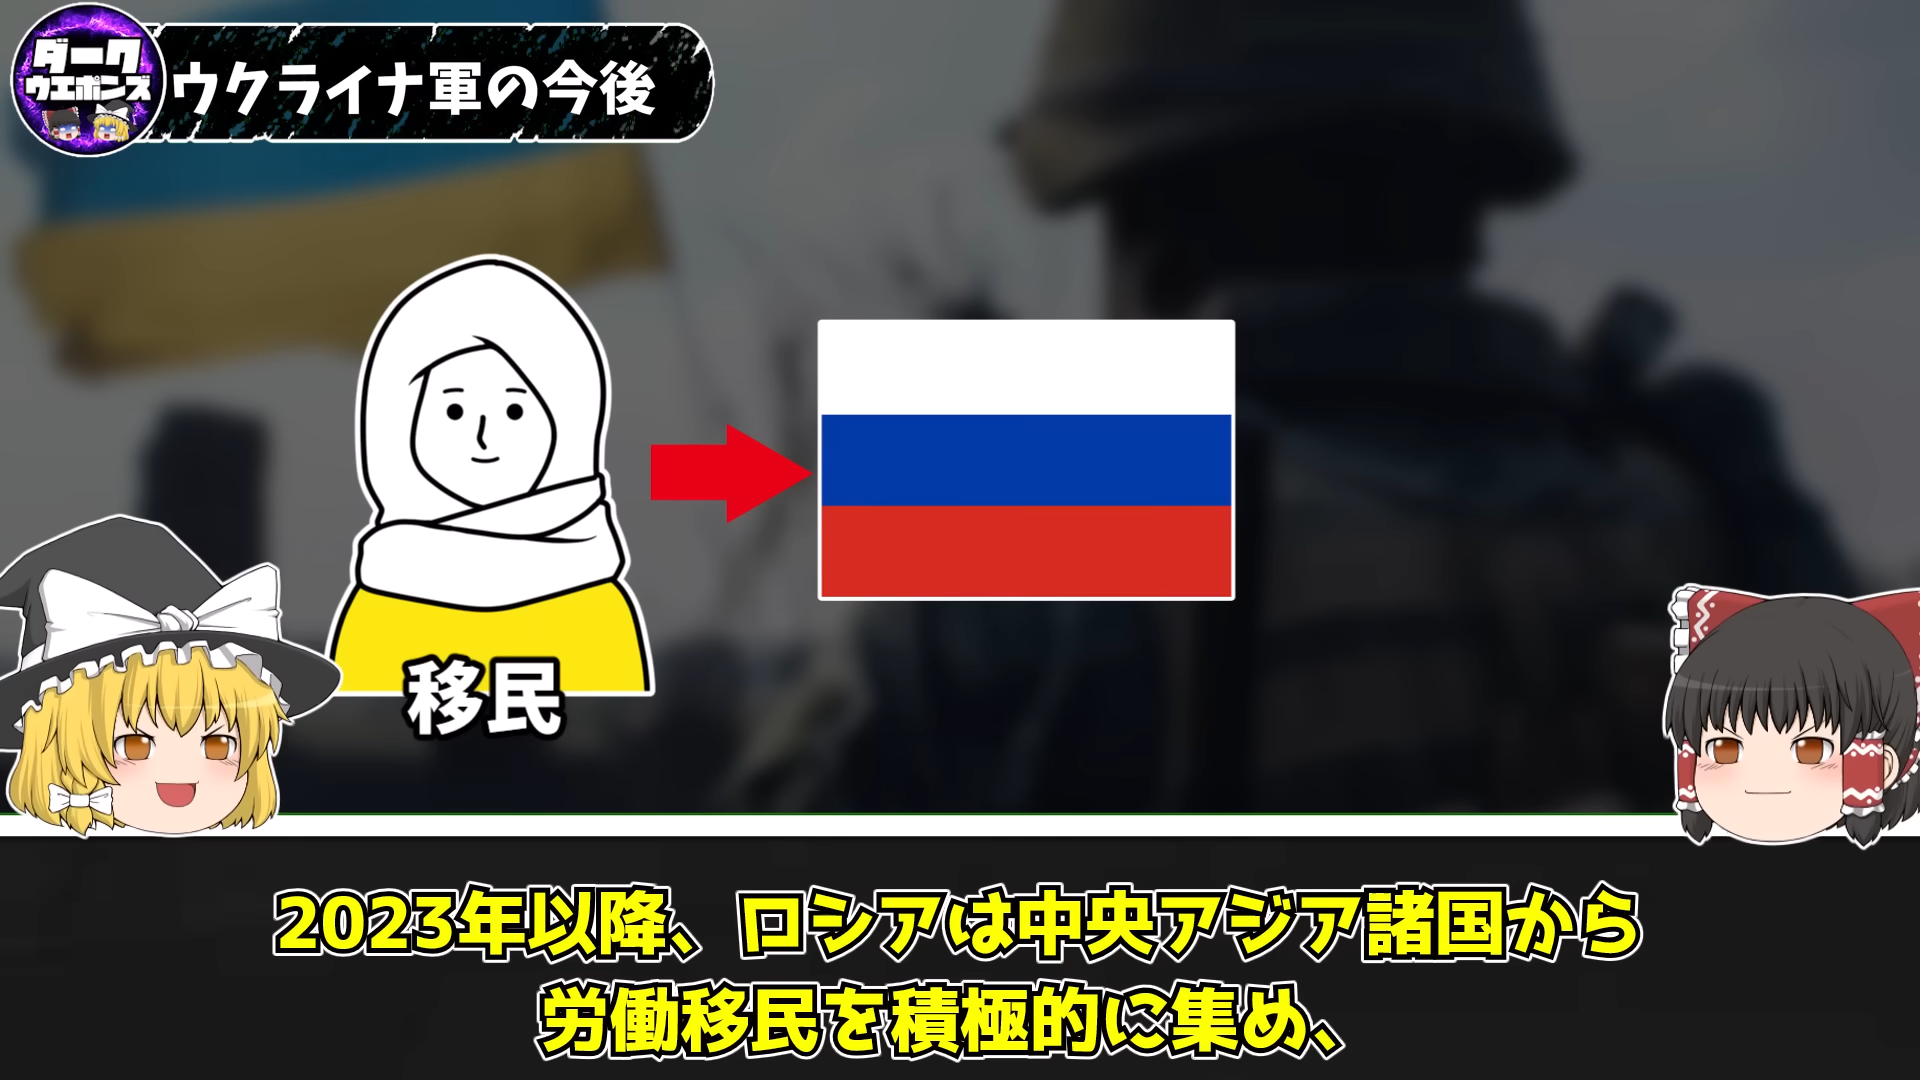 ダーク
ウエポンズ
ウクライナ軍の今後
移民
2023年以降、ロシアは中央アジア諸国から
労働移民を積極的に集め、